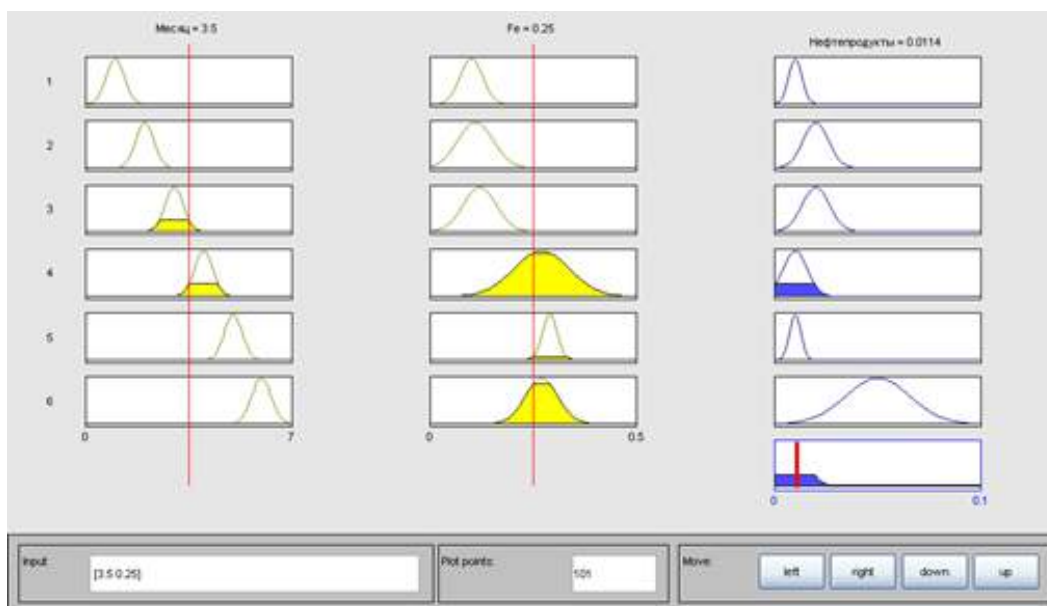 Месяц = 3.5
Fe = 0.25
Нефтепродукты = 0.0114
1
2
3
4
5
6
0
7
0
0.5
0
0.1
Input:
[3.5 0.25]
Plot points:
101
Move:
left
right
down
up